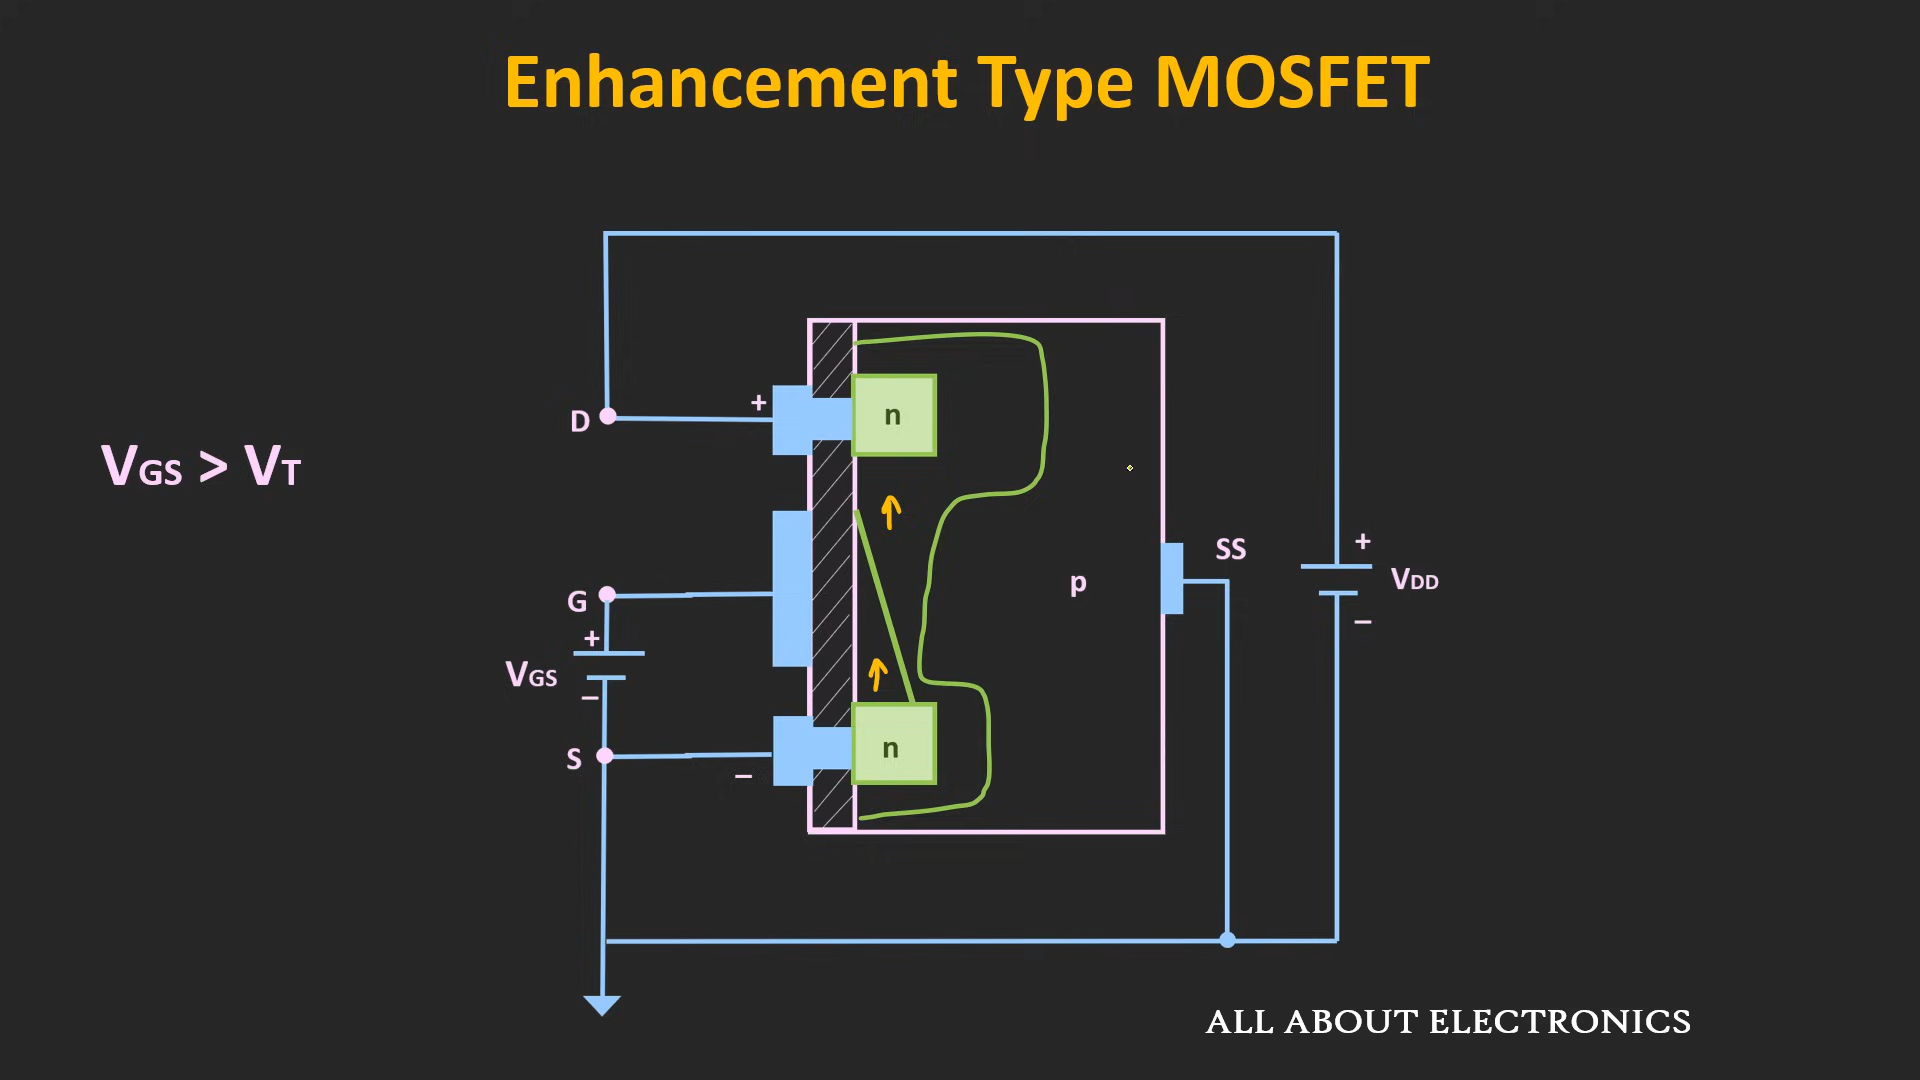 Enhancement Type MOSFET
+
D
n
VGS > VT
+
SS
VDD
p
G
+
−
VGS
−
n
S
−
ALL ABOUT ELECTRONICS